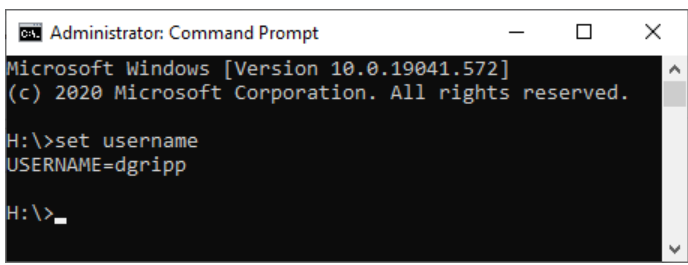 Administrator: Command Prompt
Microsoft Windows [Version 10.0.19041.572]
(c) 2020 Microsoft Corporation. All rights reserved.
H:\>set username
USERNAME=dgripp
H:\>